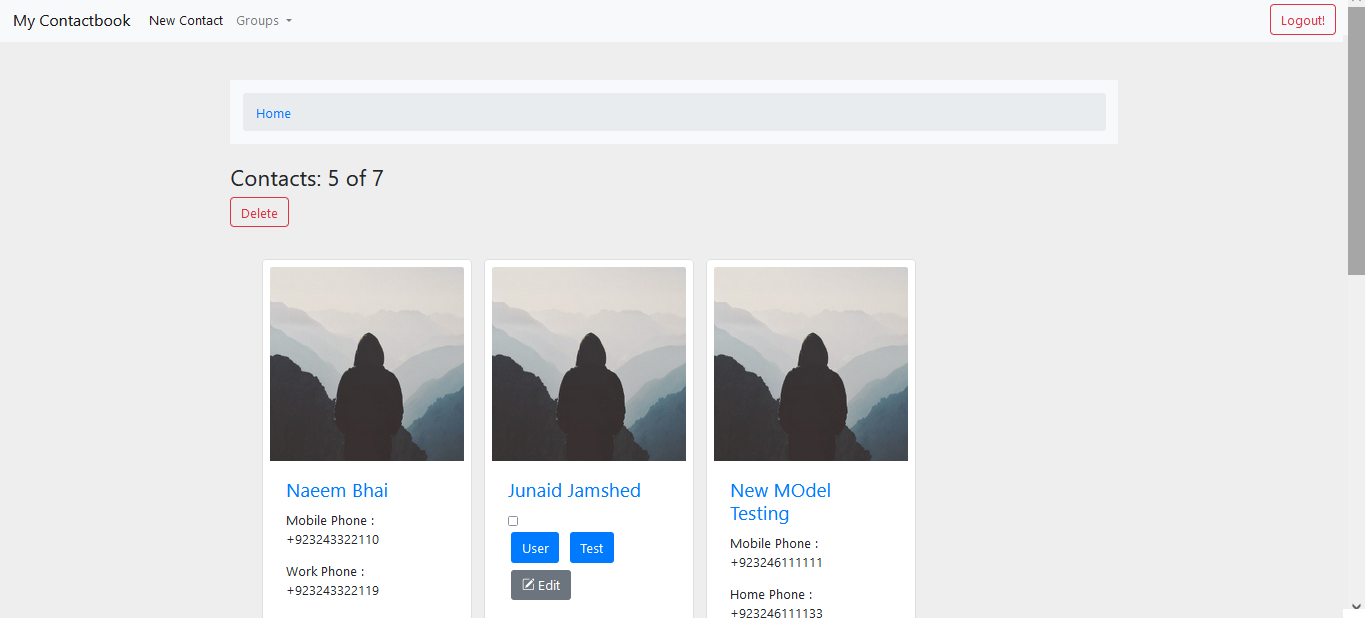 My Contactbook New Contact Groups Logout!
Home
Contacts: 5 of 7
Delete
Naeem Bhai
Mobile Phone :
+923243322110
Work Phone :
+923243322119
Junaid Jamshed
User Test
Edit
New MOdel
Testing
Mobile Phone :
+923246111111
Home Phone :
+923246111133